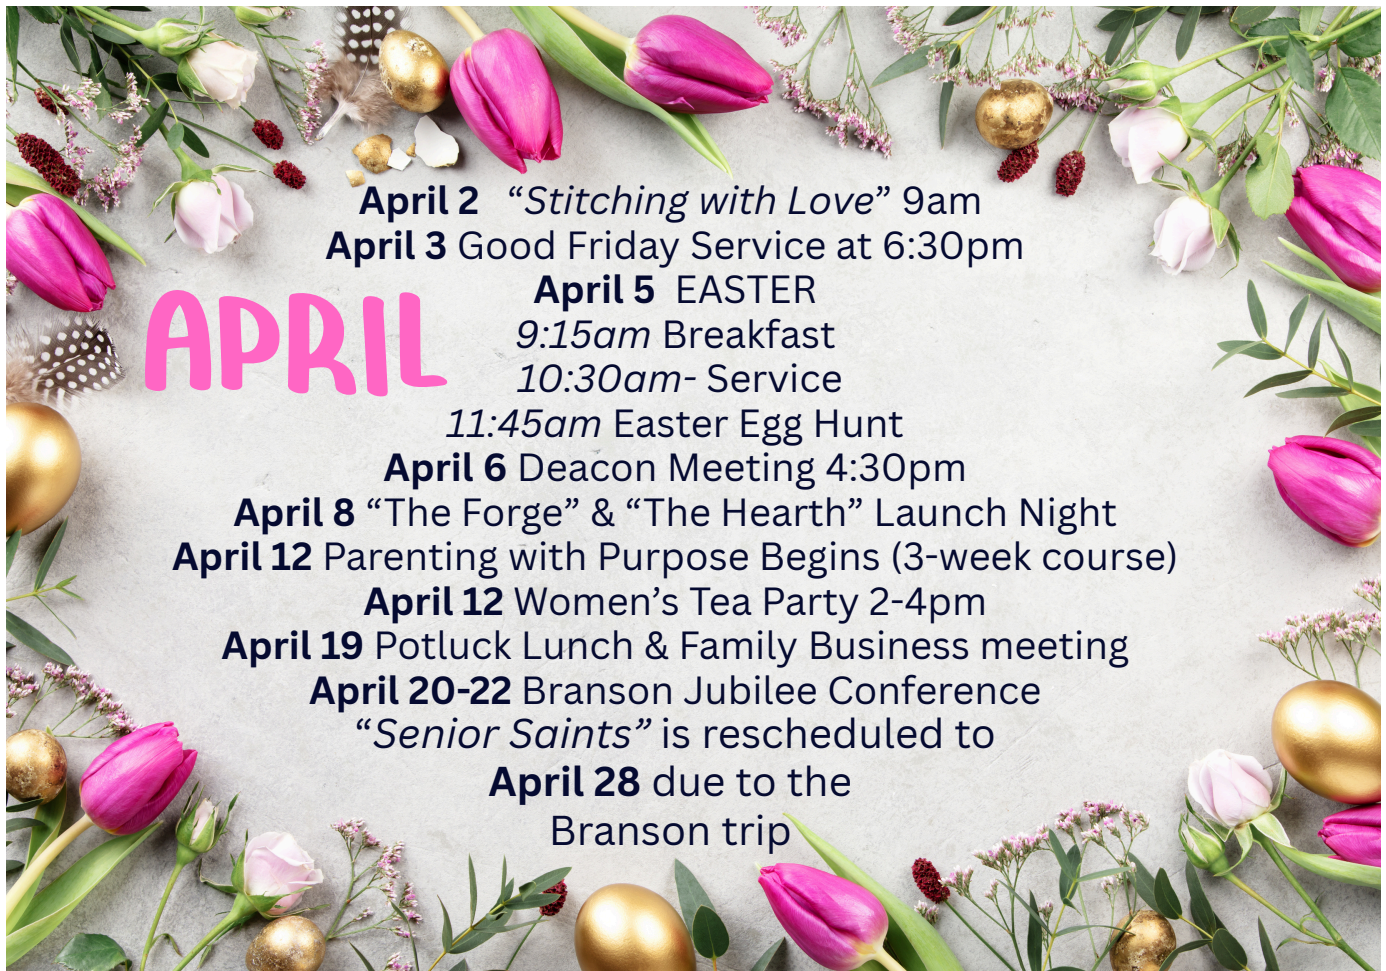 April 2 “Stitching with Love” 9am
April 3 Good Friday Service at 6:30pm
April 5 EASTER
APRIL
9:15am Breakfast
10:30am- Service
11:45am Easter Egg Hunt
April 6 Deacon Meeting 4:30pm
April 8 “The Forge” & “The Hearth” Launch Night
April 12 Parenting with Purpose Begins (3-week course)
April 12 Women’s Tea Party 2-4pm
April 19 Potluck Lunch & Family Business meeting
April 20-22 Branson Jubilee Conference
“Senior Saints” is rescheduled to
April 28 due to the
Branson trip